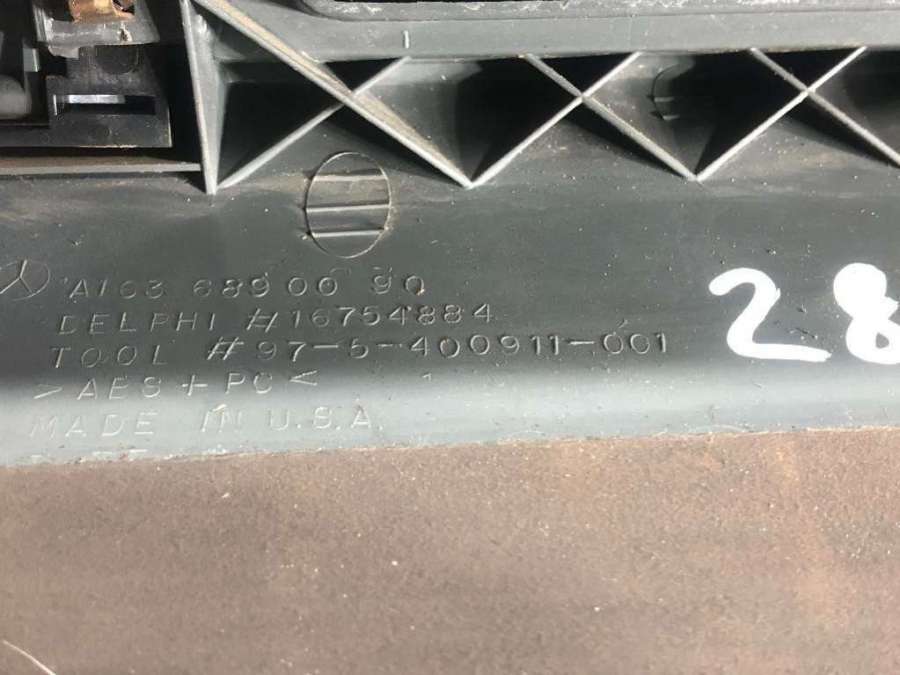 A163 689 00 90
DELPHI #16754884
TOOL #97-5-400911-001
>AES+PC<
MADE IN U.S.A.
28